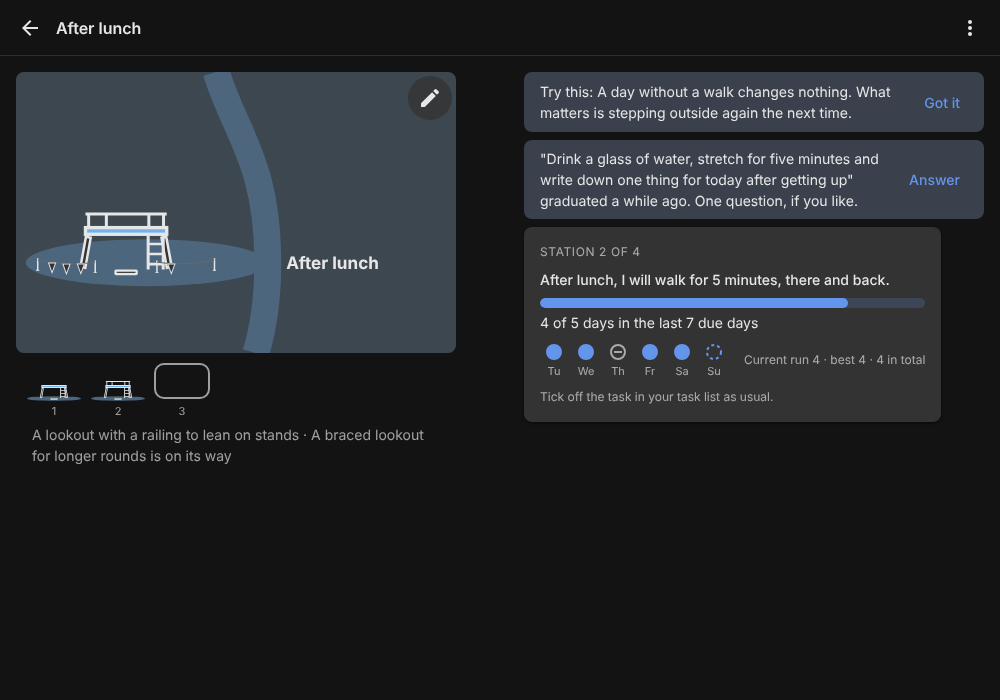 After lunch
After lunch
1
2
3
A lookout with a railing to lean on stands · A braced lookout
for longer rounds is on its way
Try this: A day without a walk changes nothing. What
matters is stepping outside again the next time.
Got it
"Drink a glass of water, stretch for five minutes and
write down one thing for today after getting up"
graduated a while ago. One question, if you like.
Answer
STATION 2 OF 4
After lunch, I will walk for 5 minutes, there and back.
4 of 5 days in the last 7 due days
Tu We Th Fr Sa Su
Current run 4 · best 4 · 4 in total
Tick off the task in your task list as usual.